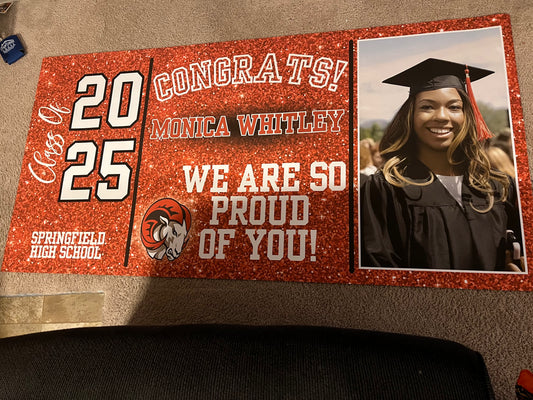 Class Of
20
25
SPRINGFIELD
HIGH SCHOOL
CONGRATS!
MONICA WHITLEY
WE ARE SO
PROUD
OF YOU!